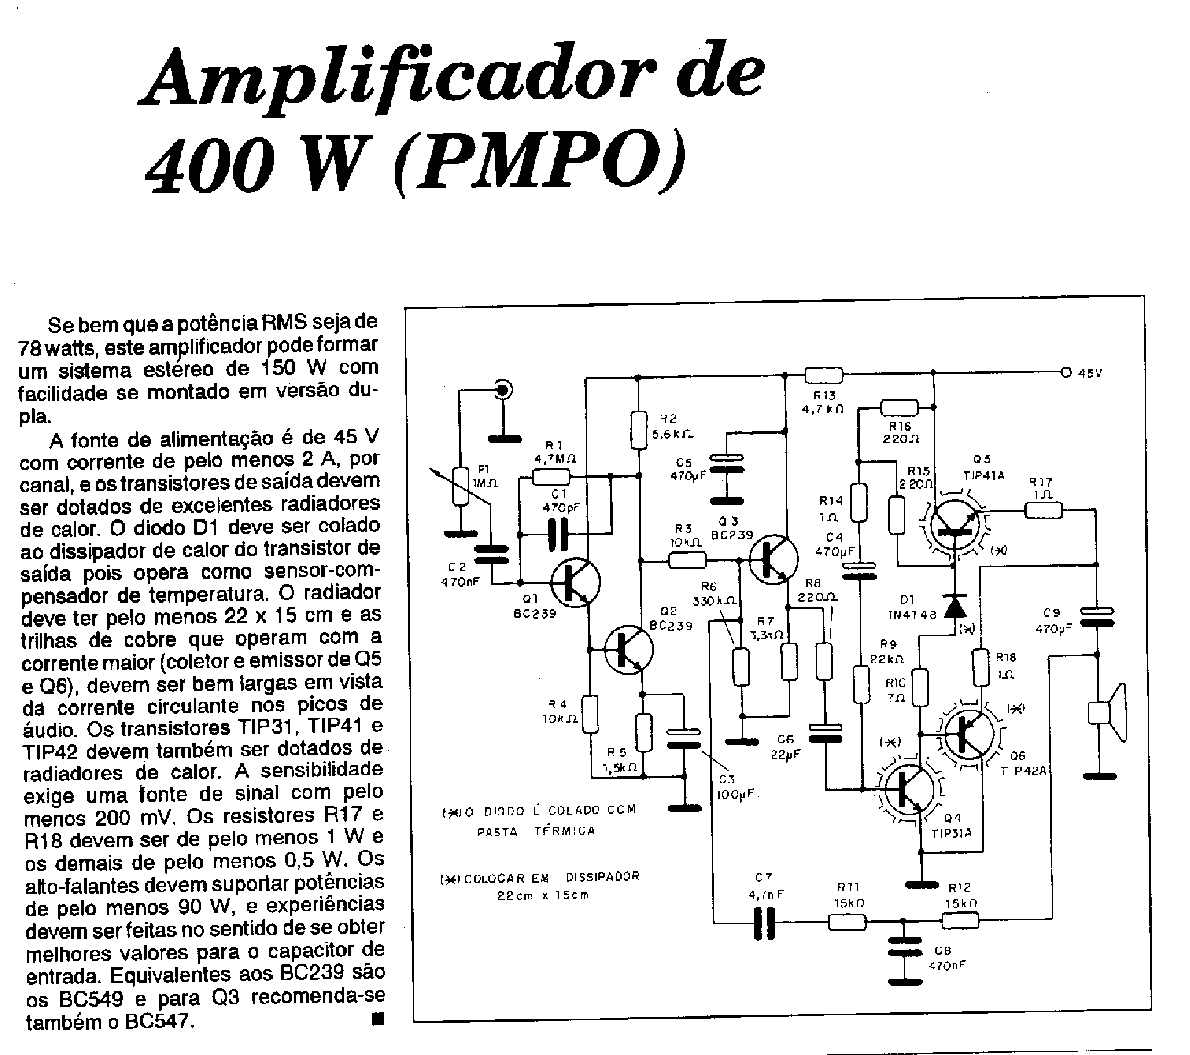 Amplificador de
400 W (PMPO)
Se bem que a potência RMS seja de
78 watts, este amplificador pode formar
um sistema estéreo de 150 W com
facilidade se montado em versão du-
pla.
A fonte de alimentação é de 45 V
com corrente de pelo menos 2 A, por
canal, e os transistores de saída devem
ser dotados de excelentes radiadores
de calor. O diodo D1 deve ser colado
ao dissipador de calor do transistor de
saída pois opera como sensor-com-
pensador de temperatura. O radiador
deve ter pelo menos 22 x 15 cm e as
trilhas de cobre que operam com a
corrente maior (coletor e emissor de Q5
e Q6), devem ser bem largas em vista
da corrente circulante nos picos de
áudio. Os transistores TIP31, TIP41 e
TIP42 devem também ser dotados de
radiadores de calor. A sensibilidade
exige uma fonte de sinal com pelo
menos 200 mV. Os resistores R17 e
R18 devem ser de pelo menos 1 W e
os demais de pelo menos 0,5 W. Os
alto-falantes devem suportar potências
de pelo menos 90 W, e experiências
devem ser feitas no sentido de se obter
melhores valores para o capacitor de
entrada. Equivalentes aos BC239 são
os BC549 e para Q3 recomenda-se
também o BC547.
P1
1MΩ
C2
470nF
R1
4,7MΩ
C1
470pF
Q1
BC239
R2
5,6kΩ
Q2
BC239
R4
10kΩ
R5
1,5kΩ
C3
100µF
R3
10kΩ
C5
470µF
Q3
BC239
R6
330kΩ
R7
3,3kΩ
R8
220Ω
C6
22µF
R13
4,7kΩ
45V
R16
220Ω
R15
220Ω
R14
1Ω
C4
470µF
Q5
TIP41A
(*)
R17
1Ω
D1
1N4148
(*)
R9
22kΩ
R10
7Ω
R18
1Ω
C9
470µF
(*)
Q6
TIP42A
(*)
Q4
TIP31A
C7
4,7nF
R11
15kΩ
R12
15kΩ
C8
470nF
(*) O DIODO É COLADO COM
PASTA TÉRMICA
(*) COLOCAR EM DISSIPADOR
22cm x 15cm